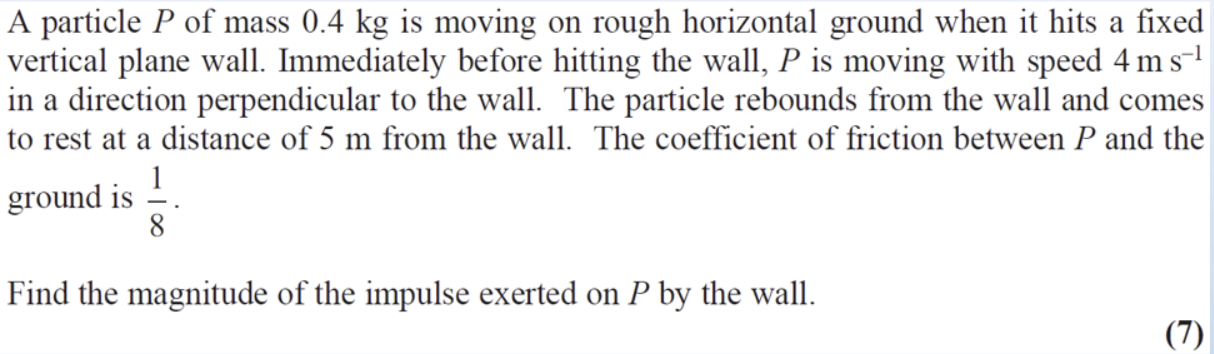 A particle P of mass 0.4 kg is moving on rough horizontal ground when it hits a fixed
vertical plane wall. Immediately before hitting the wall, P is moving with speed 4 m s⁻¹
in a direction perpendicular to the wall. The particle rebounds from the wall and comes
to rest at a distance of 5 m from the wall. The coefficient of friction between P and the
ground is 1/8.
Find the magnitude of the impulse exerted on P by the wall.
(7)